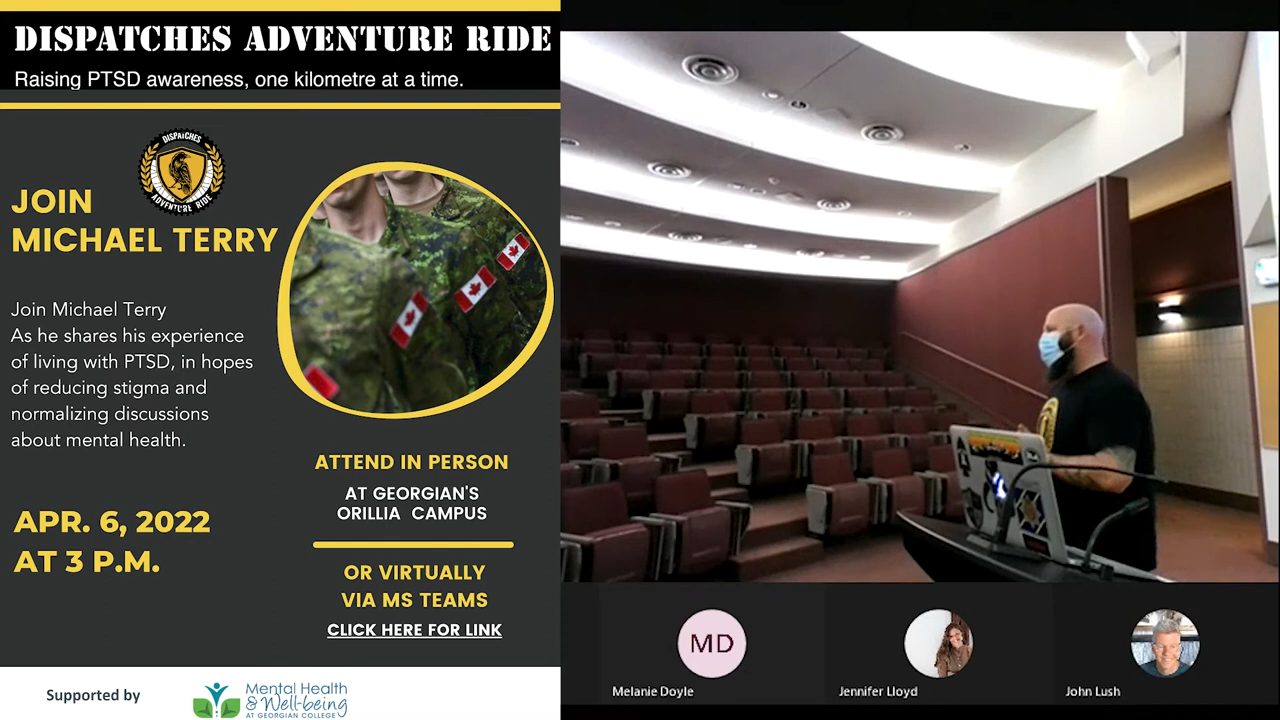 DISPATCHES ADVENTURE RIDE
Raising PTSD awareness, one kilometre at a time.
DISPATCHES
ADVENTURE RIDE
JOIN
MICHAEL TERRY
Join Michael Terry
As he shares his experience
of living with PTSD, in hopes
of reducing stigma and
normalizing discussions
about mental health.
APR. 6, 2022
AT 3 P.M.
ATTEND IN PERSON
AT GEORGIAN'S
ORILLIA CAMPUS
OR VIRTUALLY
VIA MS TEAMS
CLICK HERE FOR LINK
Supported by
Mental Health
& Well-being
AT GEORGIAN COLLEGE
MD
Melanie Doyle
Jennifer Lloyd
John Lush